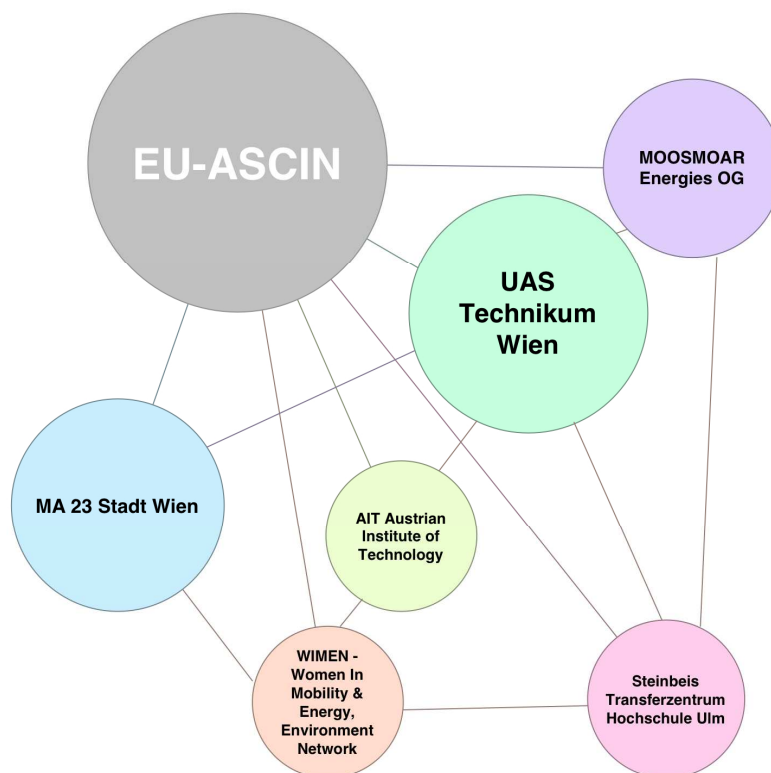 EU-ASCIN
MOOSMOAR
Energies OG
UAS
Technikum
Wien
MA 23 Stadt Wien
AIT Austrian
Institute of
Technology
WIMEN -
Women In
Mobility &
Energy,
Environment
Network
Steinbeis
Transferzentrum
Hochschule Ulm